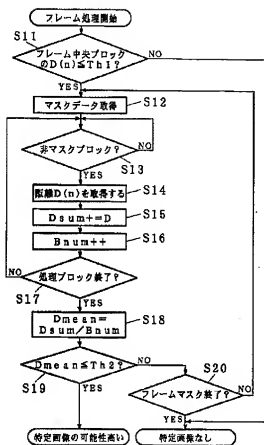 フレーム処理開始
S11
フレーム中央ブロック
のD(n)≦Th1?
NO
YES
マスクデータ取得
S12
非マスクブロック?
NO
S13
YES
距離D(n)を取得する
S14
Dsum+=D
S15
Bnum++
S16
NO
処理ブロック終了?
S17
YES
Dmean=
Dsum/Bnum
S18
S20
Dmean≦Th2?
NO
フレームマスク終了?
NO
S19
YES
YES
特定画像の可能性高い
特定画像なし